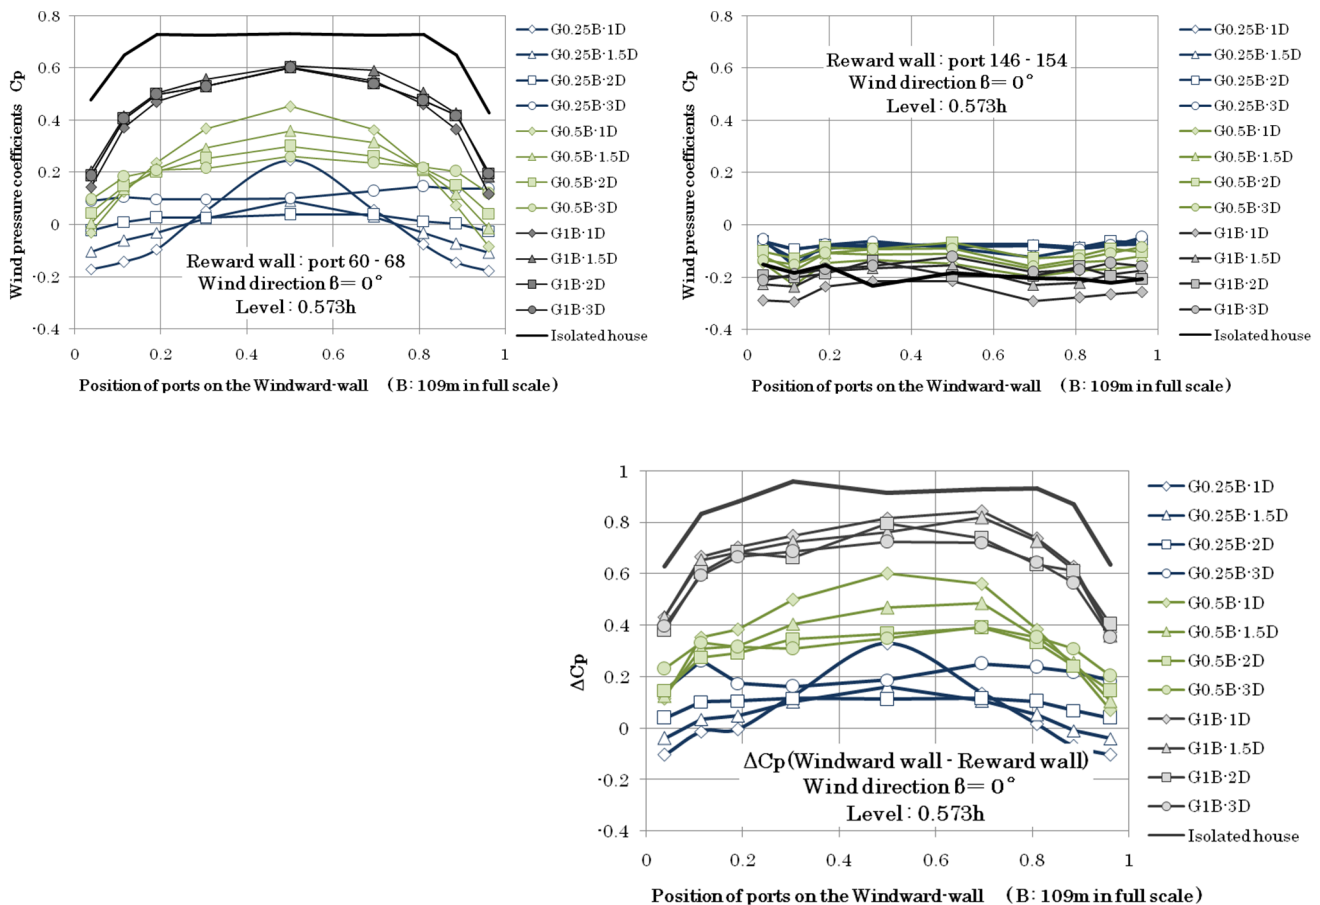 0.8
0.6
0.4
0.2
0
-0.2
-0.4
Wind pressure coefficients Cp
0 0.2 0.4 0.6 0.8 1
Reward wall : port 60 - 68
Wind direction β= 0°
Level : 0.573h
Position of ports on the Windward-wall ( B : 109m in full scale )
G0.25B-1D
G0.25B-1.5D
G0.25B-2D
G0.25B-3D
G0.5B-1D
G0.5B-1.5D
G0.5B-2D
G0.5B-3D
G1B-1D
G1B-1.5D
G1B-2D
G1B-3D
Isolated house
0.8
0.6
0.4
0.2
0
-0.2
-0.4
Wind pressure coefficients Cp
0 0.2 0.4 0.6 0.8 1
Reward wall : port 146 - 154
Wind direction β= 0°
Level : 0.573h
Position of ports on the Windward-wall ( B : 109m in full scale )
G0.25B-1D
G0.25B-1.5D
G0.25B-2D
G0.25B-3D
G0.5B-1D
G0.5B-1.5D
G0.5B-2D
G0.5B-3D
G1B-1D
G1B-1.5D
G1B-2D
G1B-3D
Isolated house
1
0.8
0.6
0.4
0.2
0
-0.2
-0.4
ΔCp
0 0.2 0.4 0.6 0.8 1
ΔCp (Windward wall - Reward wall)
Wind direction β= 0°
Level : 0.573h
Position of ports on the Windward-wall ( B : 109m in full scale )
G0.25B-1D
G0.25B-1.5D
G0.25B-2D
G0.25B-3D
G0.5B-1D
G0.5B-1.5D
G0.5B-2D
G0.5B-3D
G1B-1D
G1B-1.5D
G1B-2D
G1B-3D
Isolated house